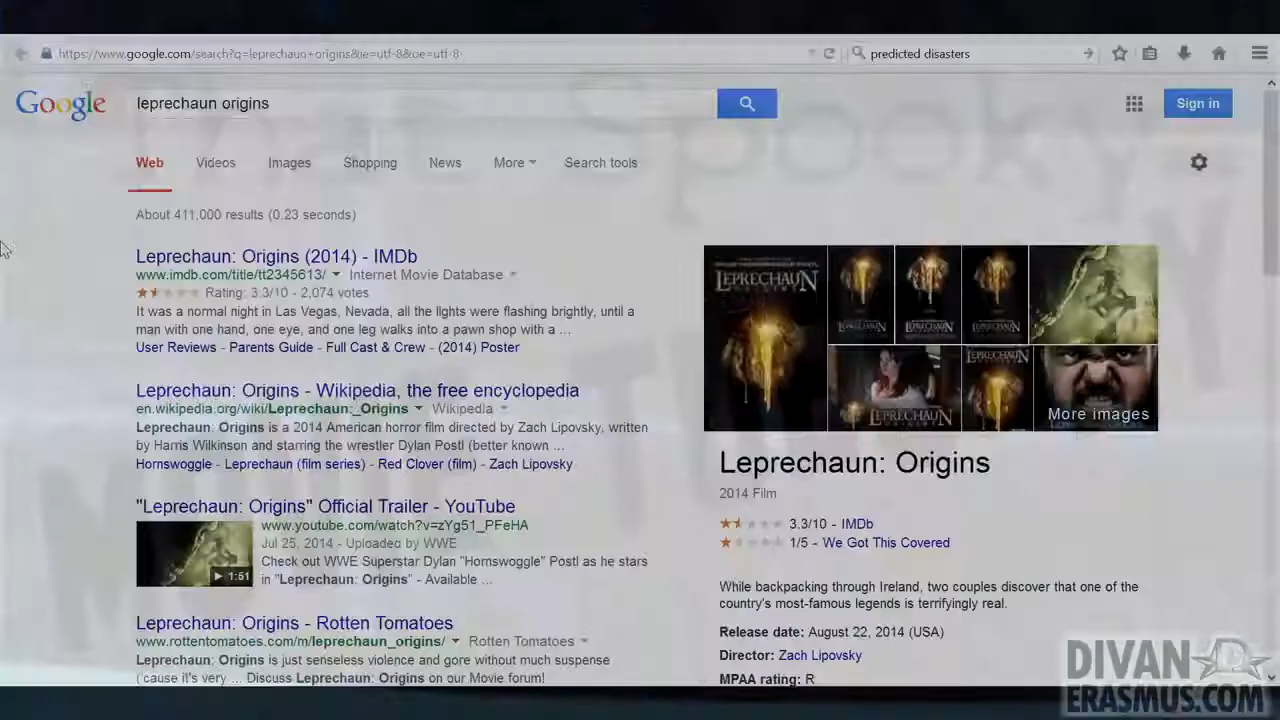 https://www.google.com/search?q=leprechaun+origins&ie=utf-8&oe=utf-8
predicted disasters
Google
leprechaun origins
Sign in
Web Videos Images Shopping News More Search tools
About 411,000 results (0.23 seconds)
Leprechaun: Origins (2014) - IMDb
www.imdb.com/title/tt2345613/ Internet Movie Database
Rating: 3.3/10 - 2,074 votes
It was a normal night in Las Vegas, Nevada, all the lights were flashing brightly, until a
man with one hand, one eye, and one leg walks into a pawn shop with a ...
User Reviews - Parents Guide - Full Cast & Crew - (2014) Poster
Leprechaun: Origins - Wikipedia, the free encyclopedia
en.wikipedia.org/wiki/Leprechaun:_Origins Wikipedia
Leprechaun: Origins is a 2014 American horror film directed by Zach Lipovsky, written
by Harris Wilkinson and starring the wrestler Dylan Postl (better known ...
Hornswoggle - Leprechaun (film series) - Red Clover (film) - Zach Lipovsky
"Leprechaun: Origins" Official Trailer - YouTube
www.youtube.com/watch?v=zYg51_PFeHA
Jul 25, 2014 - Uploaded by WWE
Check out WWE Superstar Dylan "Hornswoggle" Postl as he stars
in "Leprechaun: Origins" - Available ...
1:51
Leprechaun: Origins - Rotten Tomatoes
www.rottentomatoes.com/m/leprechaun_origins/ Rotten Tomatoes
Leprechaun: Origins is just senseless violence and gore without much suspense
('cause it's very ... Discuss Leprechaun: Origins on our Movie forum!
LEPRECHAUN
LEPRECHAUN
LEPRECHAUN
LEPRECHAUN
LEPRECHAUN
LEPRECHAUN
More images
Leprechaun: Origins
2014 Film
3.3/10 - IMDb
1/5 - We Got This Covered
While backpacking through Ireland, two couples discover that one of the
country's most-famous legends is terrifyingly real.
Release date: August 22, 2014 (USA)
Director: Zach Lipovsky
MPAA rating: R
Spooky
DIVAN
ERASMUS.COM